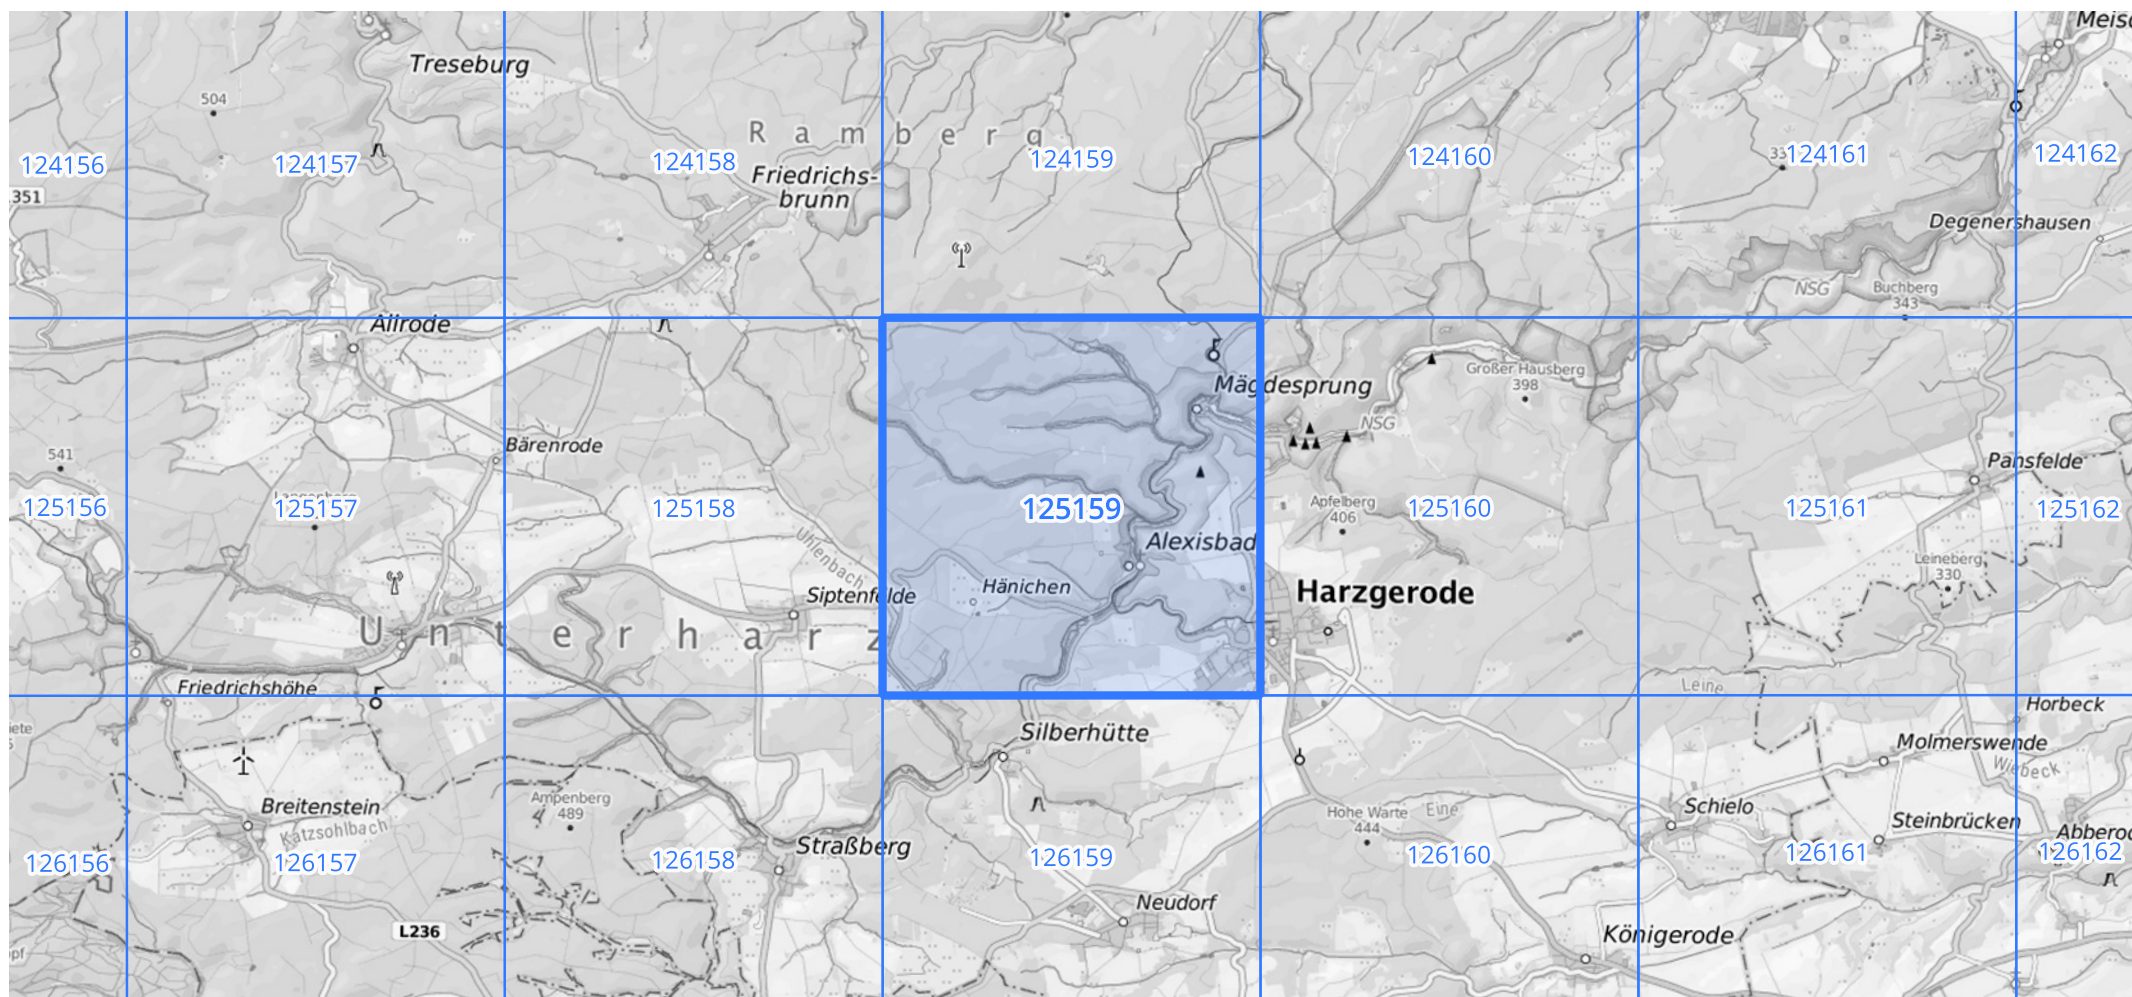 Meisd
Treseburg
504
R a m b e r g
124156
124157
124158
124159
124160
33
124161
124162
Friedrichs-
brunn
351
Degenershausen
NSG
Buchberg
343
Allrode
Großer Hausberg
398
Mägdesprung
NSG
Bärenrode
541
Pansfelde
125156
125157
125158
125159
Apfelberg
406
125160
125161
125162
Alexisbad
Uhlenbach
Leineberg
330
Hänichen
Siptenfelde
Harzgerode
U n t e r h a r z
Friedrichshöhe
Leine
Horbeck
Silberhütte
Molmerswende
Wiebeck
Breitenstein
Katzsohlbach
Ampenberg
489
Hohe Warte
444
Eine
Schielo
Steinbrücken
Abberod
Straßberg
126156
126157
126158
126159
126160
126161
126162
Neudorf
L236
Königerode